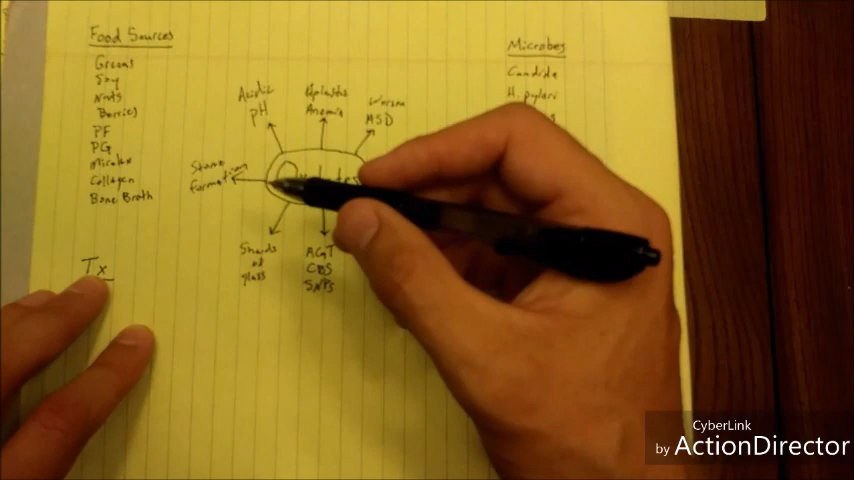 Food Sources
Greens
Soy
Nuts
Berries
PF
PG
Miralax
Collagen
Bone Broth
Tx
Acidic
pH
Aplastic
Anemia
Worsen
MSD
Stone
formation
Shards
of
glass
AGT
CBS
SNPs
Microbes
Candida
H. pylori
CyberLink
by ActionDirector